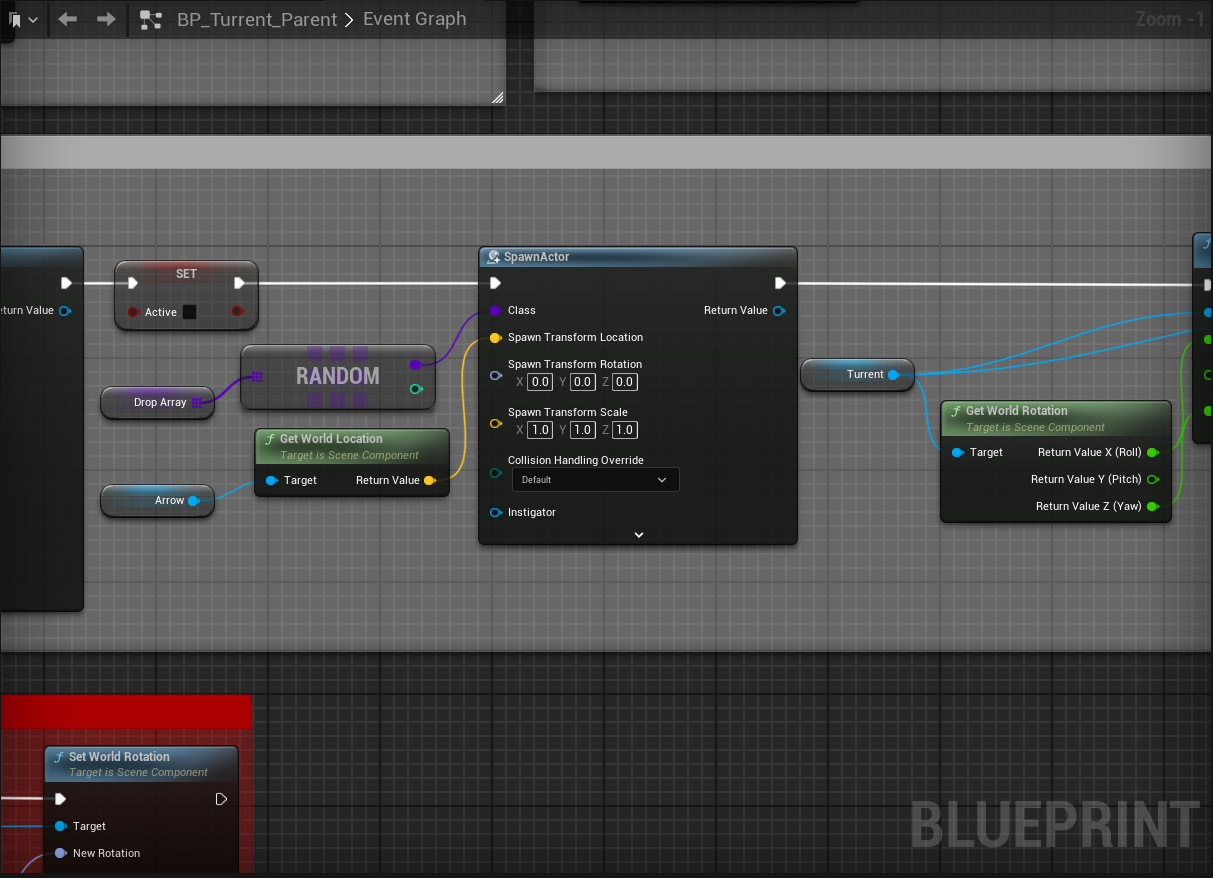 BP_Turrent_Parent > Event Graph
Zoom -1
SET
Active
RANDOM
Drop Array
Get World Location
Target is Scene Component
Target
Return Value
Arrow
SpawnActor
Class
Return Value
Spawn Transform Location
Spawn Transform Rotation
X 0.0 Y 0.0 Z 0.0
Spawn Transform Scale
X 1.0 Y 1.0 Z 1.0
Collision Handling Override
Default
Instigator
Turrent
Get World Rotation
Target is Scene Component
Target
Return Value X (Roll)
Return Value Y (Pitch)
Return Value Z (Yaw)
Set World Rotation
Target is Scene Component
Target
New Rotation
BLUEPRINT